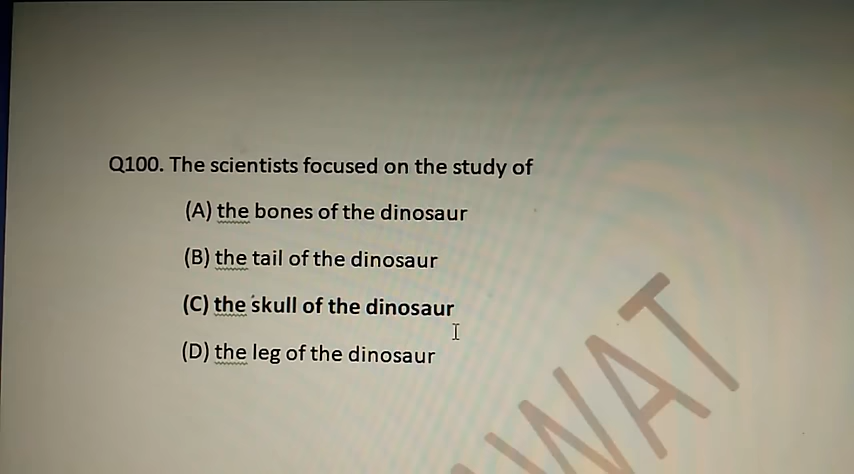 Q100. The scientists focused on the study of
(A) the bones of the dinosaur
(B) the tail of the dinosaur
(C) the skull of the dinosaur
(D) the leg of the dinosaur
WAT